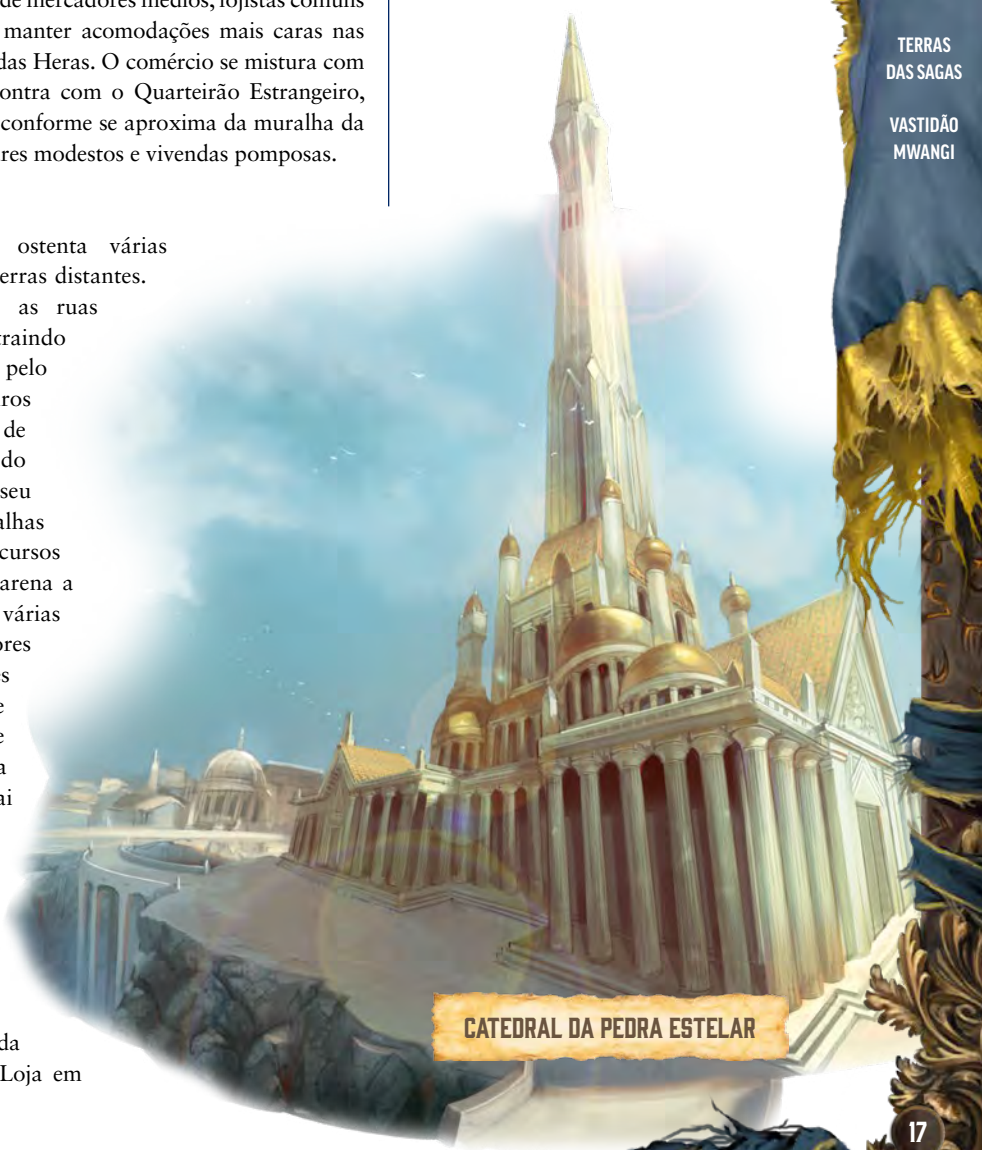 de mercadores médios, lojistas comuns
manter acomodações mais caras nas
das Heras. O comércio se mistura com
contra com o Quarteirão Estrangeiro,
conforme se aproxima da muralha da
res modestos e vivendas pomposas.
ostenta várias
erras distantes.
as ruas
traindo
pelo
ros
de
do
seu
alhas
cursos
arena a
várias
ores
es
e
e
a
ai
da
Loja em
CATEDRAL DA PEDRA ESTELAR
TERRAS
DAS SAGAS
VASTIDÃO
MWANGI
17